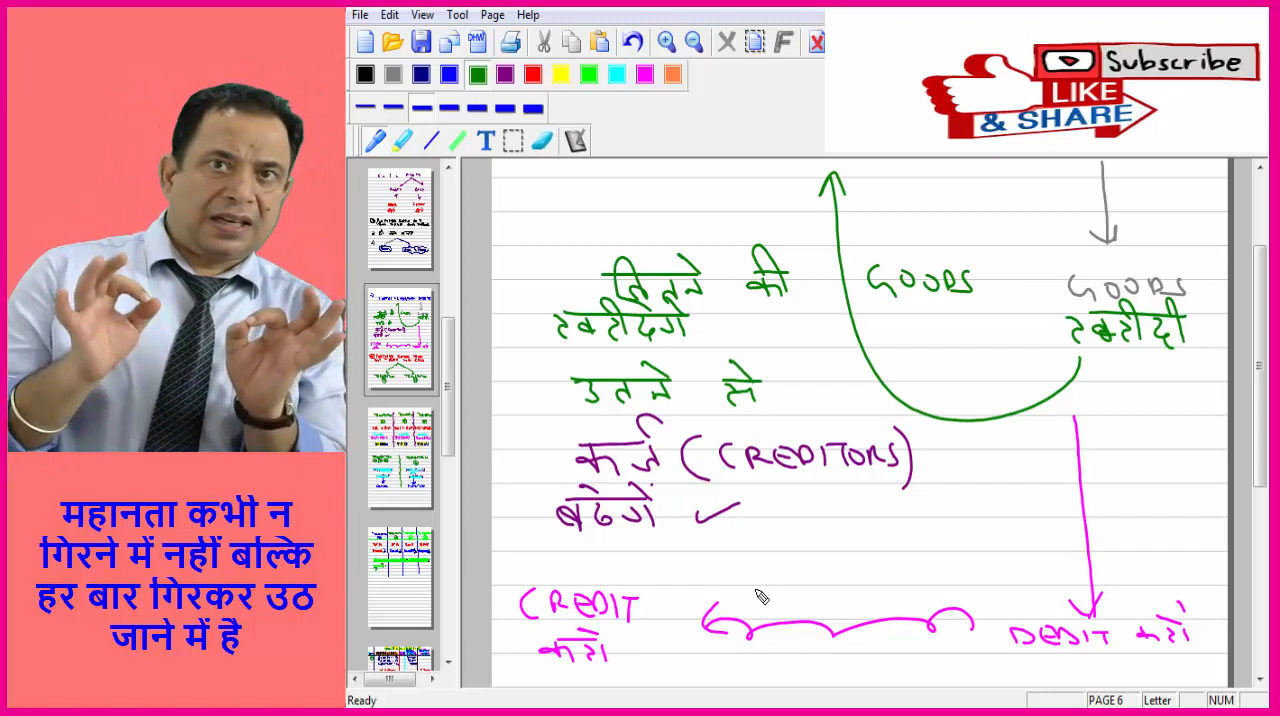 File Edit View Tool Page Help
DHW
T
F
Subscribe
LIKE
& SHARE
जितने की GOODS
खरीदेंगे
GOODS
खरीदी
उतने से
कर्ज (CREDITORS)
बढेगे
CREDIT
करो
DEBIT करो
महानता कभी न
गिरने में नहीं बल्कि
हर बार गिरकर उठ
जाने में है
Ready
PAGE 6 Letter NUM